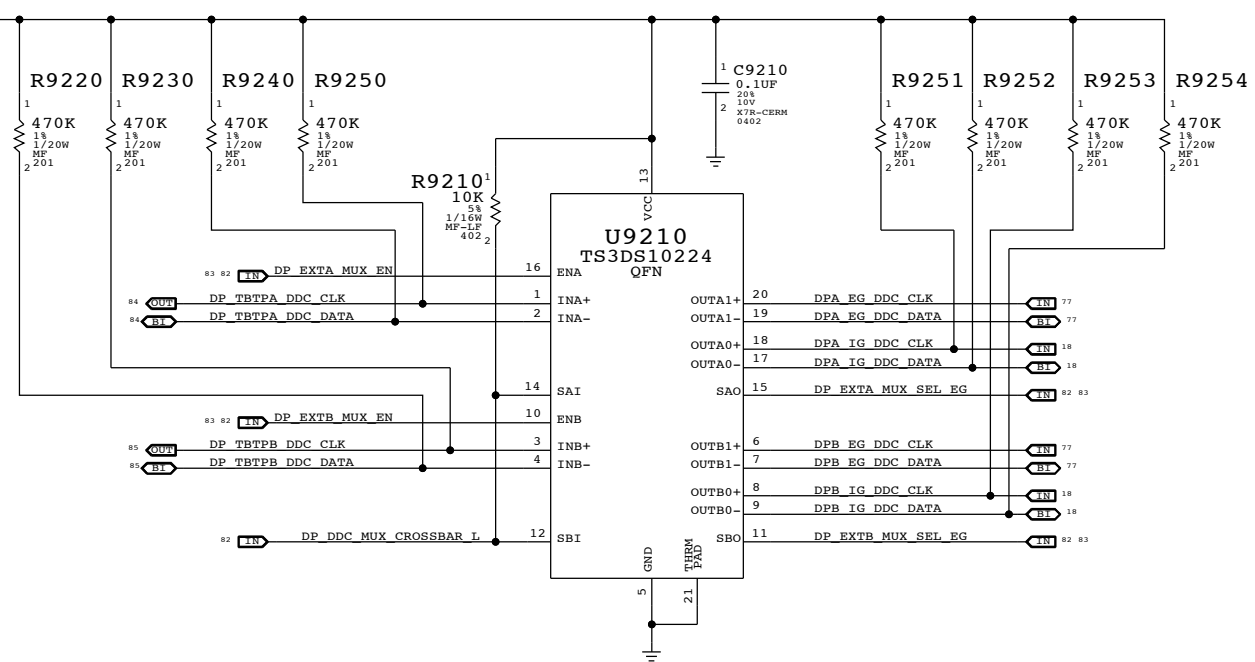 R9220 R9230 R9240 R9250 C9210 R9251 R9252 R9253 R9254
1 1 1 1 1 0.1UF 1 1 1 1
20%
10V
2 X7R-CERM
0402
470K 470K 470K 470K 470K 470K 470K 470K
1% 1% 1% 1% 1% 1% 1% 1%
1/20W 1/20W 1/20W 1/20W 1/20W 1/20W 1/20W 1/20W
MF MF MF MF MF MF MF MF
2 201 2 201 2 201 2 201 2 201 2 201 2 201 2 201
R9210 1
10K
5%
1/16W
MF-LF
402 2
13
VCC
U9210
TS3DS10224
QFN
83 82 IN DP_EXTA_MUX_EN 16 ENA
84 OUT DP_TBTPA_DDC_CLK 1 INA+ OUTA1+ 20 DPA_EG_DDC_CLK IN 77
84 BI DP_TBTPA_DDC_DATA 2 INA- OUTA1- 19 DPA_EG_DDC_DATA BI 77
OUTA0+ 18 DPA_IG_DDC_CLK IN 18
OUTA0- 17 DPA_IG_DDC_DATA BI 18
14 SAI SAO 15 DP_EXTA_MUX_SEL_EG IN 82 83
83 82 IN DP_EXTB_MUX_EN 10 ENB
85 OUT DP_TBTPB_DDC_CLK 3 INB+ OUTB1+ 6 DPB_EG_DDC_CLK IN 77
85 BI DP_TBTPB_DDC_DATA 4 INB- OUTB1- 7 DPB_EG_DDC_DATA BI 77
OUTB0+ 8 DPB_IG_DDC_CLK IN 18
OUTB0- 9 DPB_IG_DDC_DATA BI 18
82 IN DP_DDC_MUX_CROSSBAR_L 12 SBI SBO 11 DP_EXTB_MUX_SEL_EG IN 82 83
GND
THRM
PAD
5
21